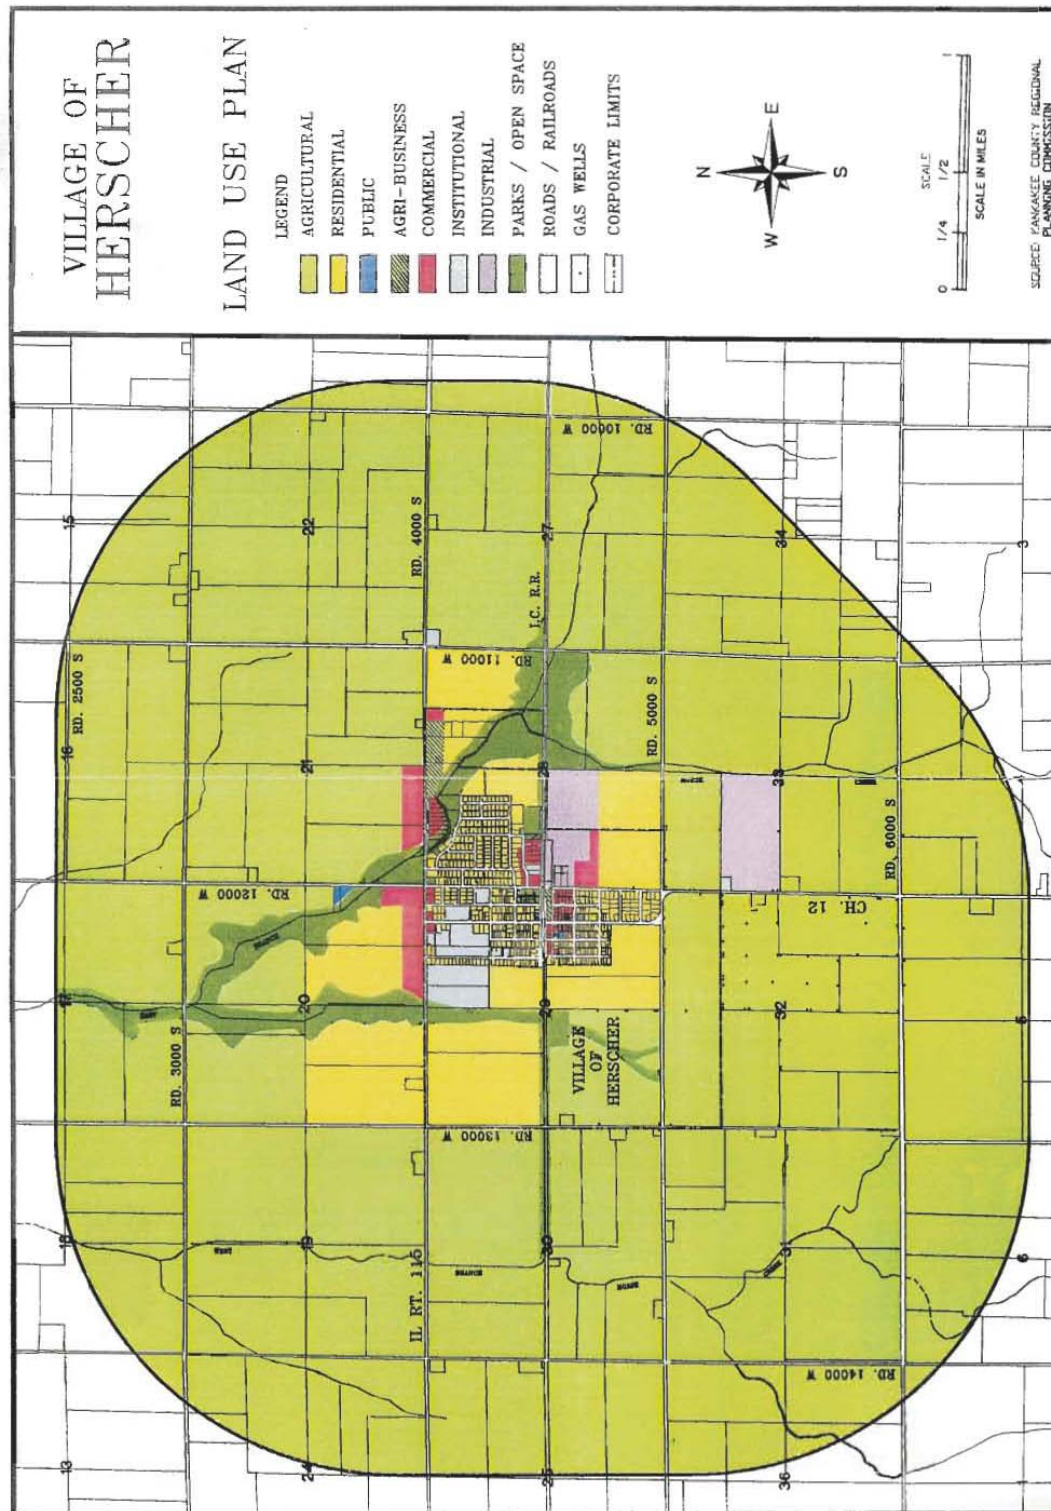 VILLAGE OF
HERSCHER
LAND USE PLAN
LEGEND
AGRICULTURAL
RESIDENTIAL
PUBLIC
AGRI-BUSINESS
COMMERCIAL
INSTITUTIONAL
INDUSTRIAL
PARKS / OPEN SPACE
ROADS / RAILROADS
GAS WELLS
CORPORATE LIMITS
N
E
S
W
SCALE
0 1/4 1/2 1
SCALE IN MILES
SOURCE: KANKAKEE COUNTY REGIONAL
PLANNING COMMISSION
13
18
17
16
15
RD. 2500 S
RD. 3000 S
RD. 12000 W
24
19
20
21
22
IL RT. 115
RD. 4000 S
RD. 13000 W
RD. 11000 W
RD. 10000 W
I.C. R.R.
25
30
29
28
27
VILLAGE
OF
HERSCHER
RD. 5000 S
36
31
32
33
34
RD. 14000 W
CH. 12
RD. 6000 S
1
6
5
4
3